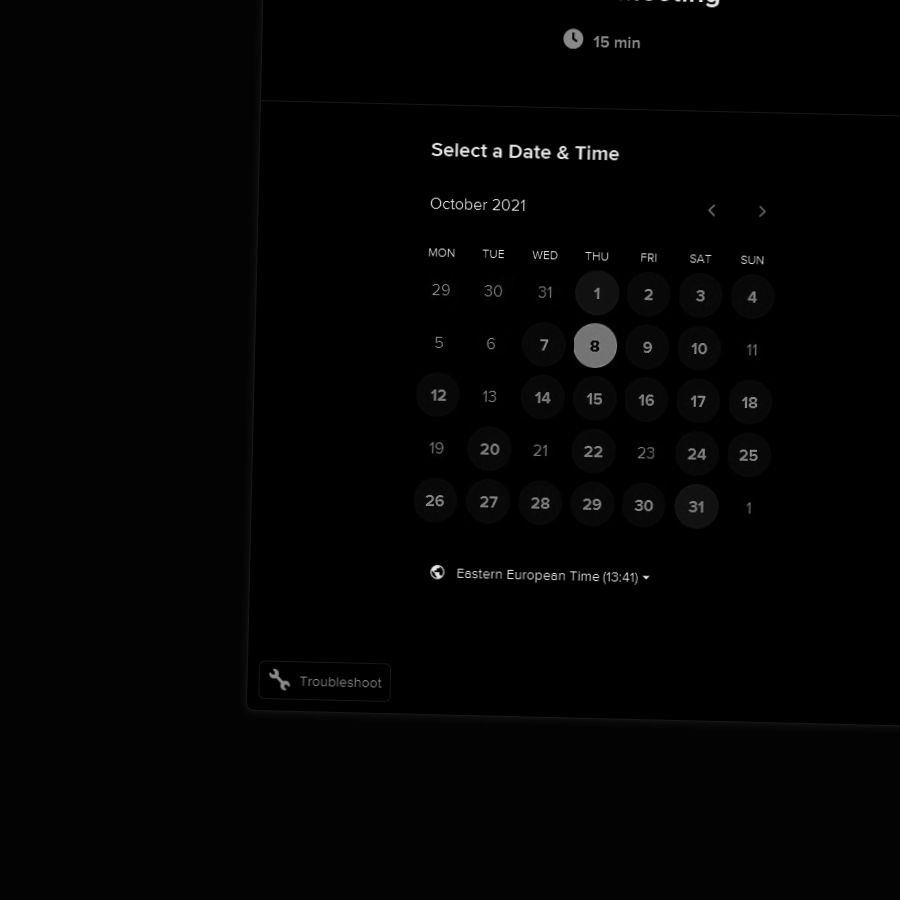 15 min
Select a Date & Time
October 2021
MON TUE WED THU FRI SAT SUN
29 30 31 1 2 3 4
5 6 7 8 9 10 11
12 13 14 15 16 17 18
19 20 21 22 23 24 25
26 27 28 29 30 31 1
Eastern European Time (13:41)
Troubleshoot